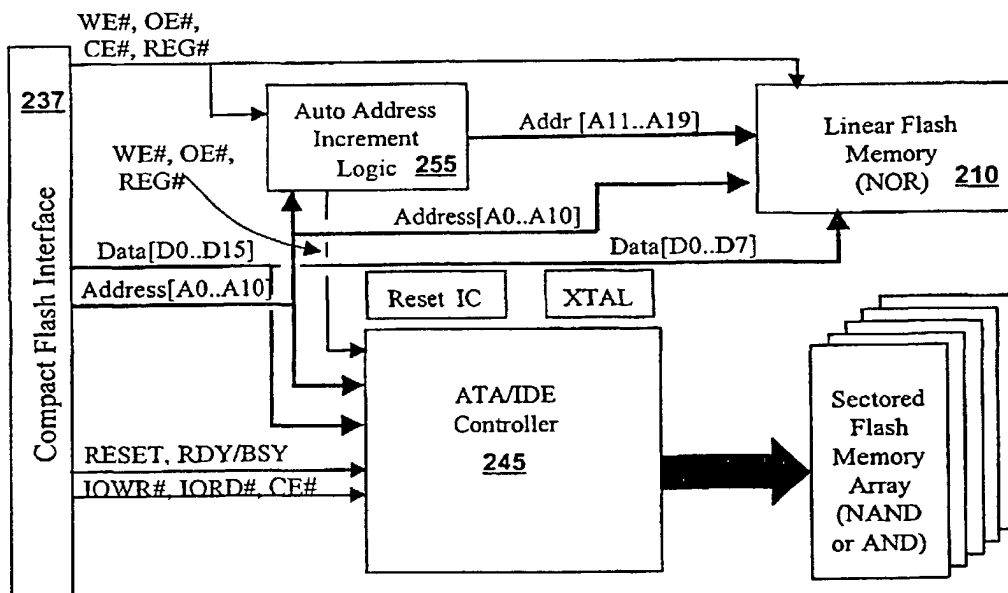 WE#, OE#,
CE#, REG#
237
Compact Flash Interface
Auto Address
Increment
Logic 255
Addr [A11..A19]
Linear Flash
Memory
(NOR) 210
WE#, OE#,
REG#
Address[A0..A10]
Data[D0..D15]
Data[D0..D7]
Address[A0..A10]
Reset IC
XTAL
ATA/IDE
Controller
245
RESET, RDY/BSY
IOWR#, IORD#, CE#
Sectored
Flash
Memory
Array
(NAND
or AND)